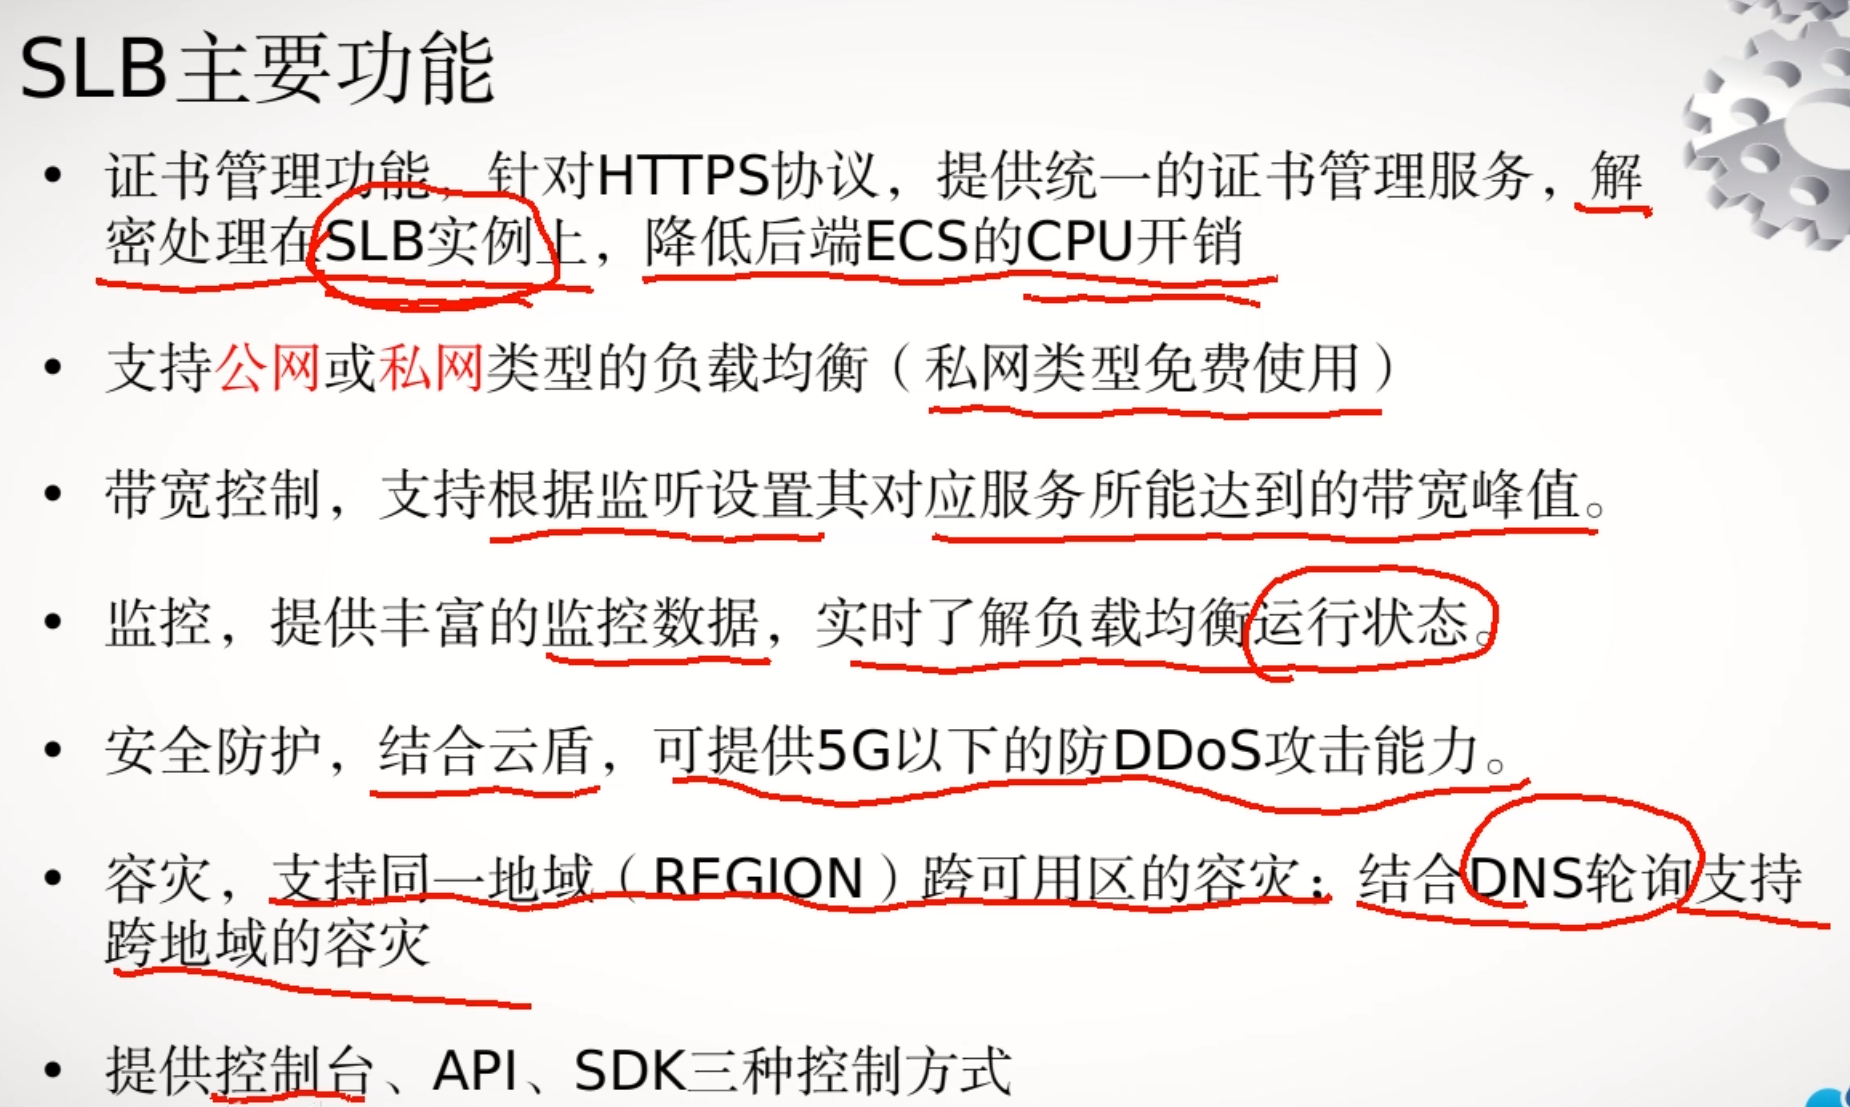 SLB主要功能
• 证书管理功能，针对HTTPS协议，提供统一的证书管理服务，解
密处理在SLB实例上，降低后端ECS的CPU开销
• 支持公网或私网类型的负载均衡（私网类型免费使用）
• 带宽控制，支持根据监听设置其对应服务所能达到的带宽峰值。
• 监控，提供丰富的监控数据，实时了解负载均衡运行状态。
• 安全防护，结合云盾，可提供5G以下的防DDoS攻击能力。
• 容灾，支持同一地域（REGION）跨可用区的容灾；结合DNS轮询支持
跨地域的容灾
• 提供控制台、API、SDK三种控制方式